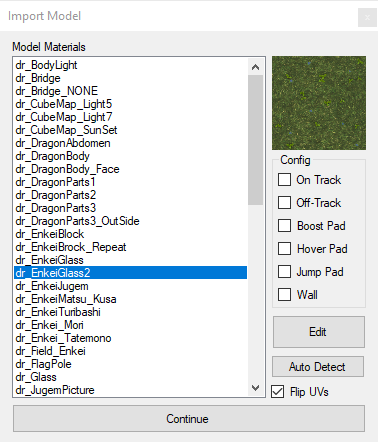 Import Model
Model Materials
dr_BodyLight
dr_Bridge
dr_Bridge_NONE
dr_CubeMap_Light5
dr_CubeMap_Light7
dr_CubeMap_SunSet
dr_DragonAbdomen
dr_DragonBody
dr_DragonBody_Face
dr_DragonParts1
dr_DragonParts2
dr_DragonParts3
dr_DragonParts3_OutSide
dr_EnkeiBlock
dr_EnkeiBrock_Repeat
dr_EnkeiGlass
dr_EnkeiGlass2
dr_EnkeiJugem
dr_EnkeiMatsu_Kusa
dr_EnkeiTuribashi
dr_Enkei_Mori
dr_Enkei_Tatemono
dr_Field_Enkei
dr_FlagPole
dr_Glass
dr_JugemPicture
Config
On Track
Off-Track
Boost Pad
Hover Pad
Jump Pad
Wall
Edit
Auto Detect
Flip UVs
Continue